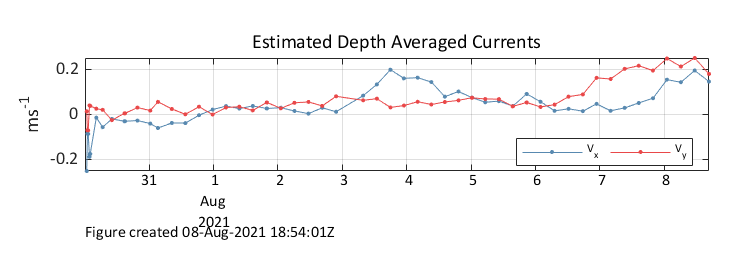 Estimated Depth Averaged Currents
ms-1
0.2
0
-0.2
Vx
Vy
31 1 2 3 4 5 6 7 8
Aug
2021
Figure created 08-Aug-2021 18:54:01Z